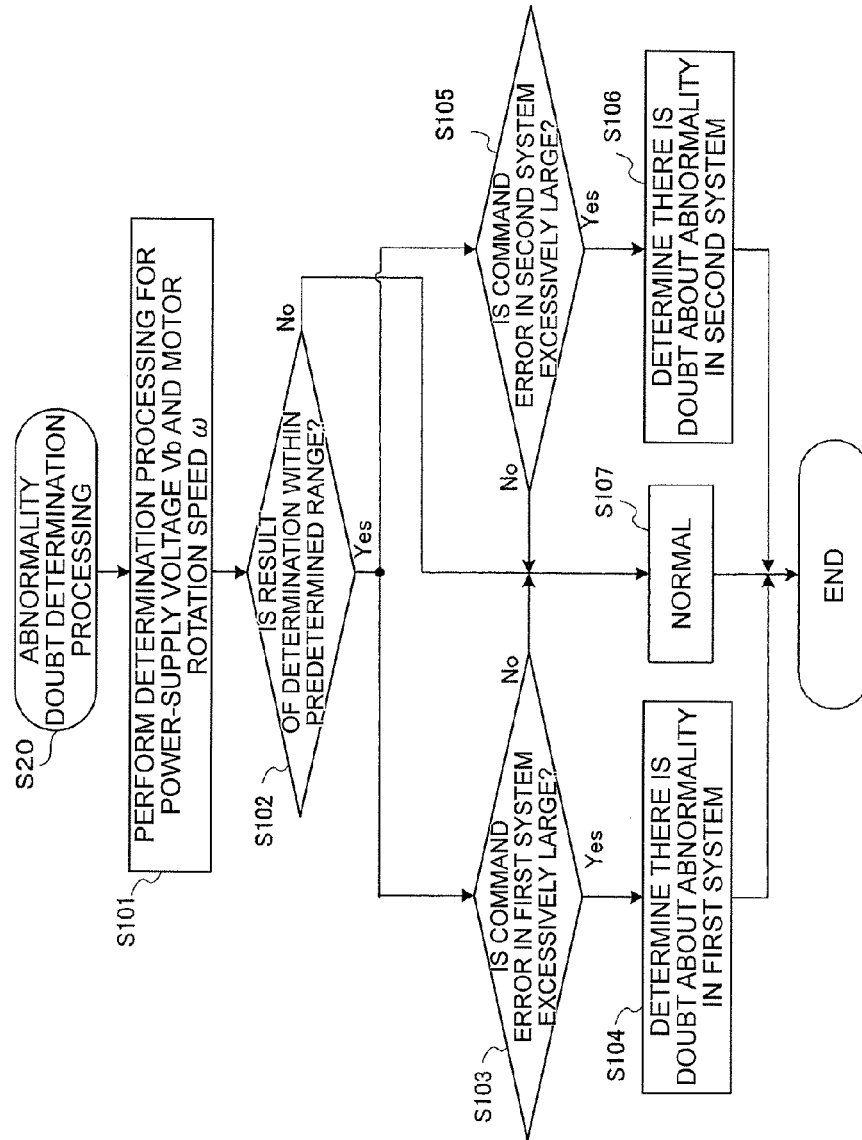 ABNORMALITY
DOUBT DETERMINATION
PROCESSING
S20
PERFORM DETERMINATION PROCESSING FOR
POWER-SUPPLY VOLTAGE Vb AND MOTOR
ROTATION SPEED ω
S101
IS RESULT
OF DETERMINATION WITHIN
PREDETERMINED RANGE?
S102
No
Yes
IS COMMAND
ERROR IN FIRST SYSTEM
EXCESSIVELY LARGE?
S103
No
Yes
IS COMMAND
ERROR IN SECOND SYSTEM
EXCESSIVELY LARGE?
S105
No
Yes
DETERMINE THERE IS
DOUBT ABOUT ABNORMALITY
IN FIRST SYSTEM
S104
NORMAL
S107
DETERMINE THERE IS
DOUBT ABOUT ABNORMALITY
IN SECOND SYSTEM
S106
END